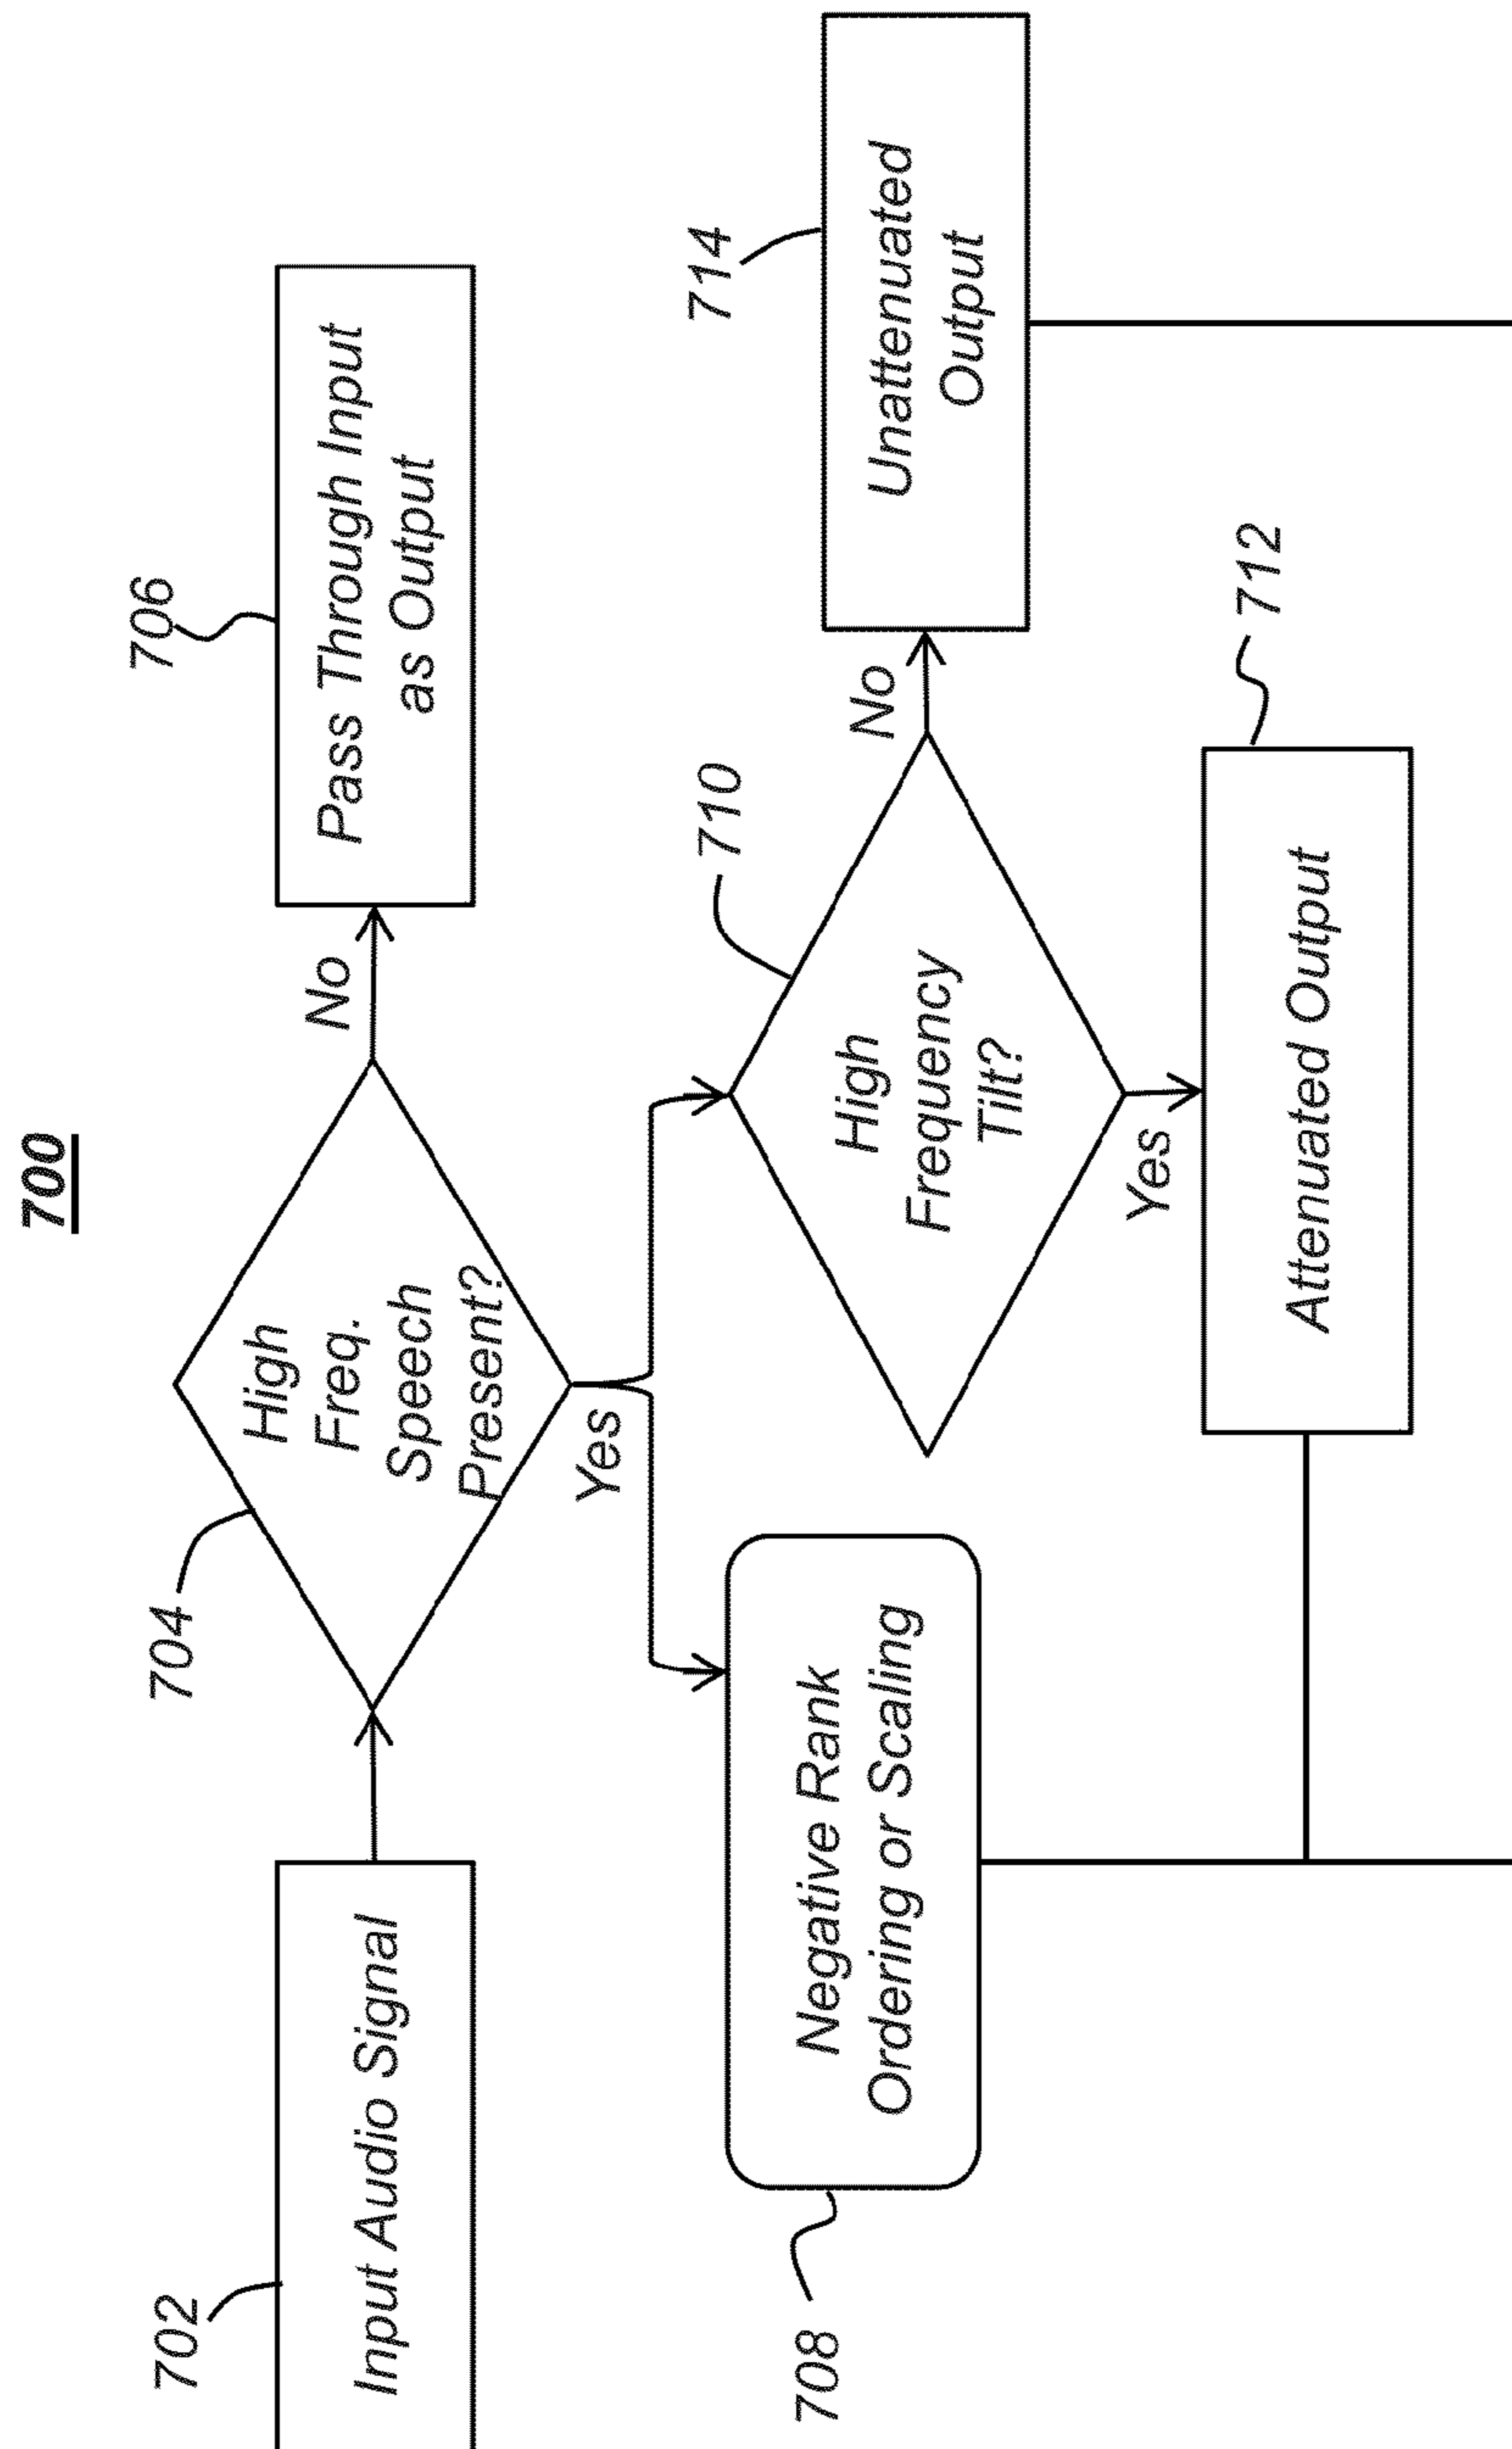 700
702
Input Audio Signal
704
High
Freq.
Speech
Present?
No
706
Pass Through Input
as Output
Yes
708
Negative Rank
Ordering or Scaling
710
High
Frequency
Tilt?
No
714
Unattenuated
Output
Yes
712
Attenuated Output